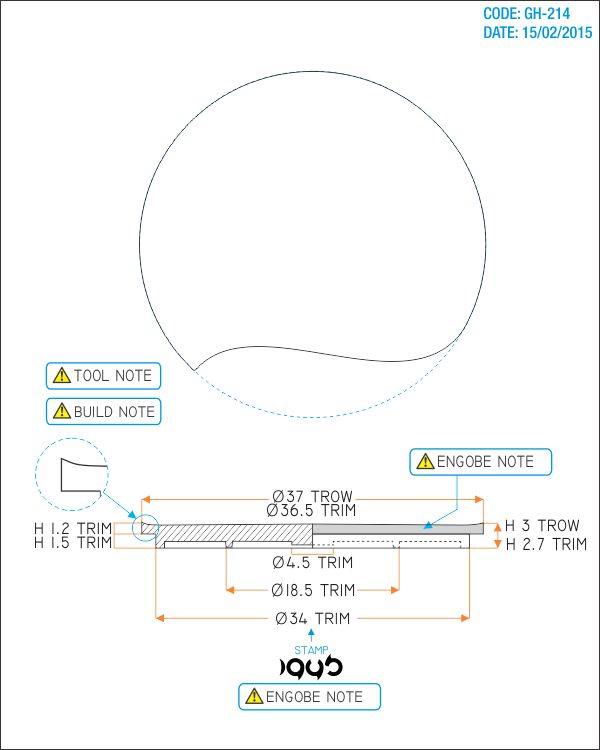 CODE: GH-214
DATE: 15/02/2015
TOOL NOTE
BUILD NOTE
ENGOBE NOTE
Ø37 TROW
Ø36.5 TRIM
H 1.2 TRIM
H 1.5 TRIM
H 3 TROW
H 2.7 TRIM
Ø4.5 TRIM
Ø18.5 TRIM
Ø34 TRIM
STAMP
ENGOBE NOTE